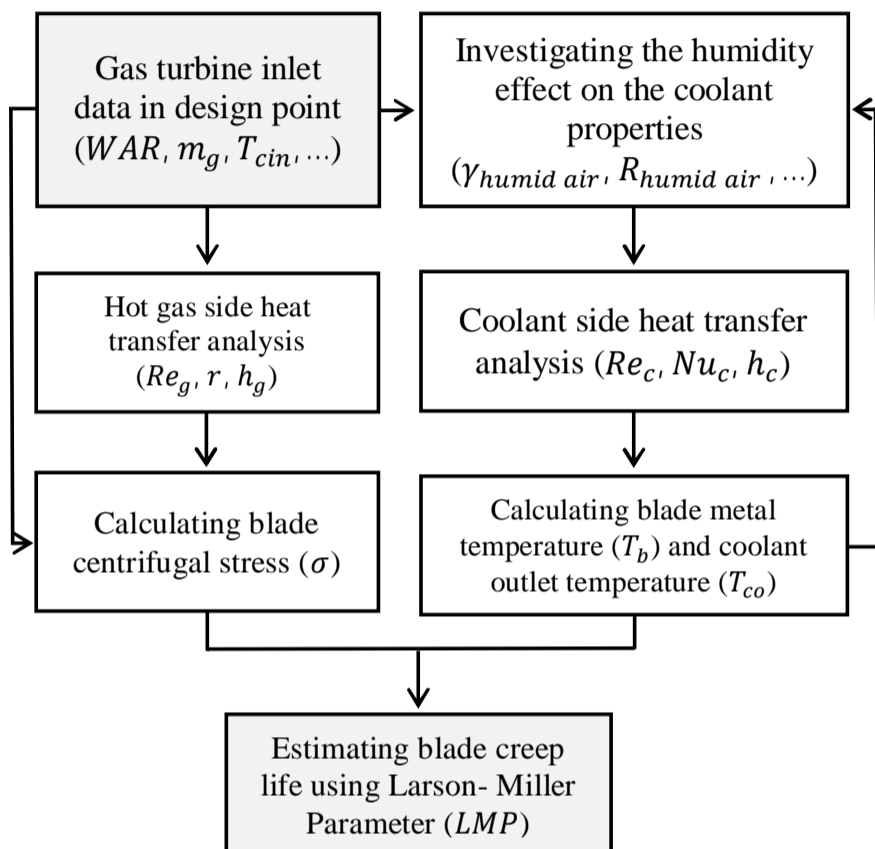 Gas turbine inlet
data in design point
(WAR, m_g, T_cin, ...)
Investigating the humidity
effect on the coolant
properties
(γ_humid air, R_humid air, ...)
Hot gas side heat
transfer analysis
(Re_g, r, h_g)
Coolant side heat transfer
analysis (Re_c, Nu_c, h_c)
Calculating blade
centrifugal stress (σ)
Calculating blade metal
temperature (T_b) and coolant
outlet temperature (T_co)
Estimating blade creep
life using Larson- Miller
Parameter (LMP)